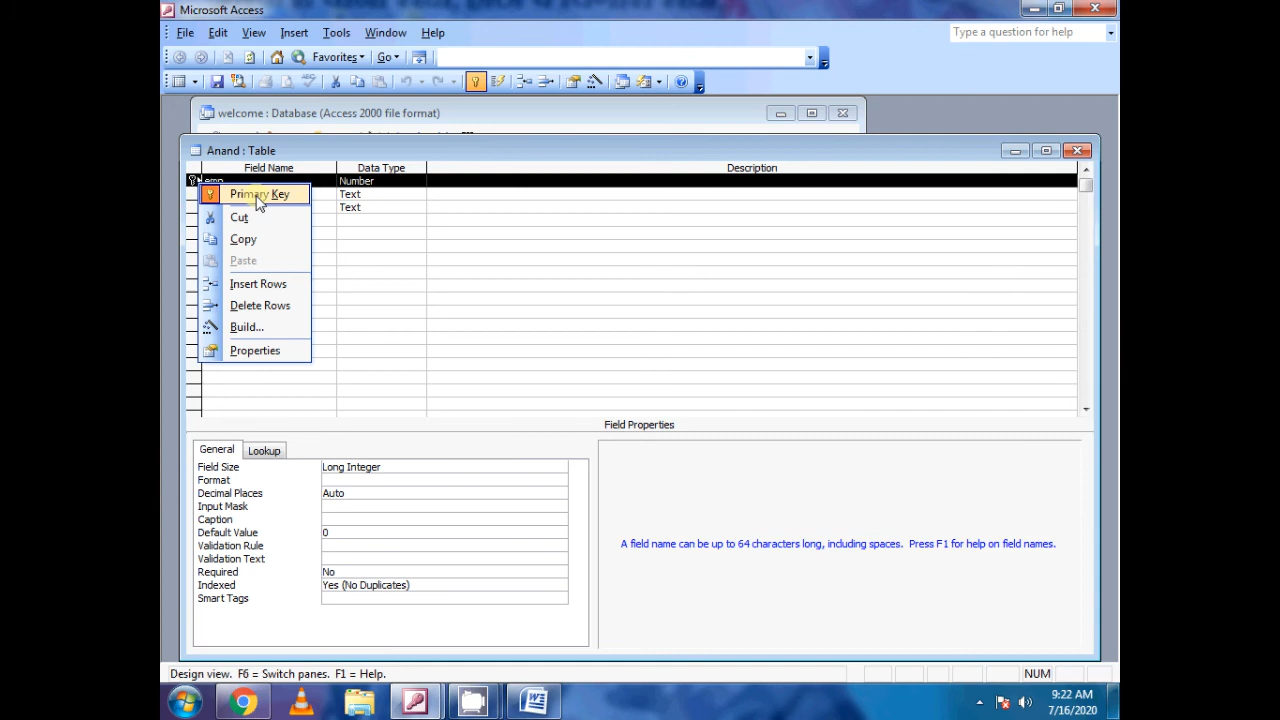 Microsoft Access
File Edit View Insert Tools Window Help
Type a question for help
Favorites Go
welcome : Database (Access 2000 file format)
Anand : Table
Field Name Data Type Description
emp Number
Primary Key Text
Text
Cut
Copy
Paste
Insert Rows
Delete Rows
Build...
Properties
Field Properties
General Lookup
Field Size Long Integer
Format
Decimal Places Auto
Input Mask
Caption
Default Value 0
Validation Rule
Validation Text
Required No
Indexed Yes (No Duplicates)
Smart Tags
A field name can be up to 64 characters long, including spaces. Press F1 for help on field names.
Design view. F6 = Switch panes. F1 = Help. NUM
9:22 AM
7/16/2020